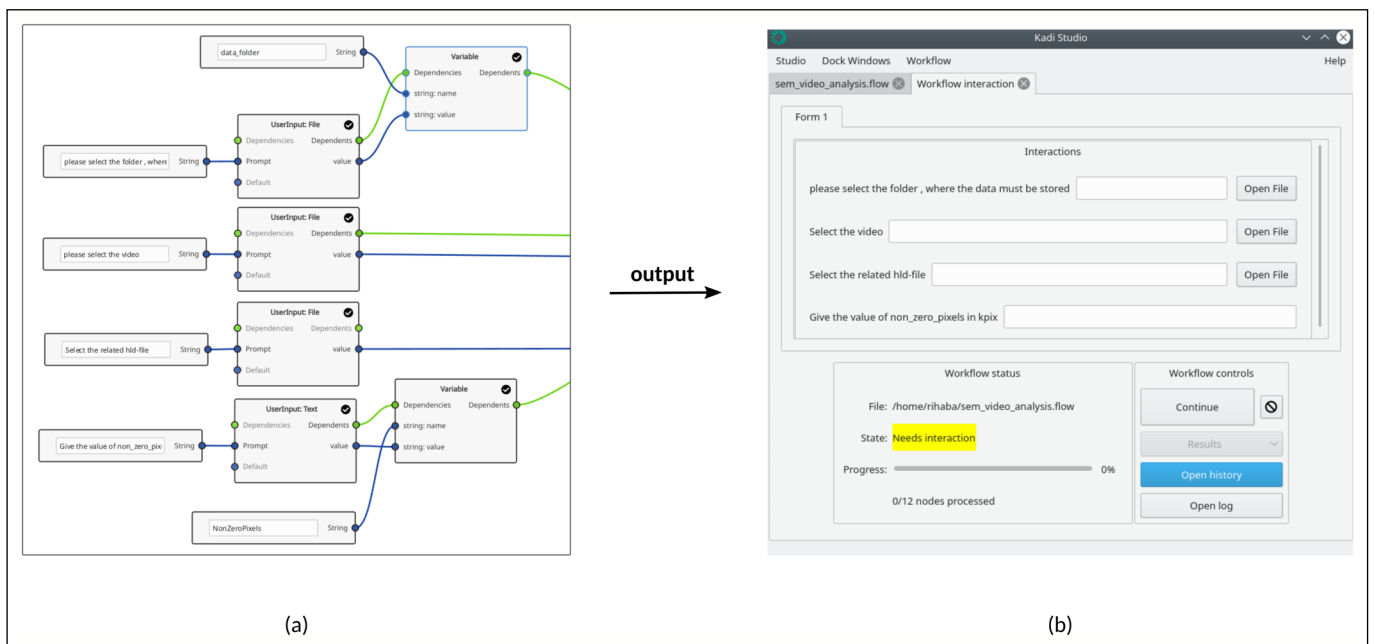 data_folder String
Variable
Dependencies Dependents
string: name
string: value
UserInput: File
Dependencies Dependents
please select the folder , where String
Prompt value
Default
UserInput: File
Dependencies Dependents
please select the video String
Prompt value
Default
UserInput: File
Dependencies Dependents
Select the related hld-file String
Prompt value
Default
Variable
Dependencies Dependents
string: name
string: value
UserInput: Text
Dependencies Dependents
Give the value of non_zero_pix String
Prompt value
Default
NonZeroPixels String
(a)
output
Kadi Studio
Studio Dock Windows Workflow Help
sem_video_analysis.flow Workflow interaction
Form 1
Interactions
please select the folder , where the data must be stored Open File
Select the video Open File
Select the related hld-file Open File
Give the value of non_zero_pixels in kpix
Workflow status
File: /home/rihaba/sem_video_analysis.flow
State: Needs interaction
Progress: 0%
0/12 nodes processed
Workflow controls
Continue
Results
Open history
Open log
(b)